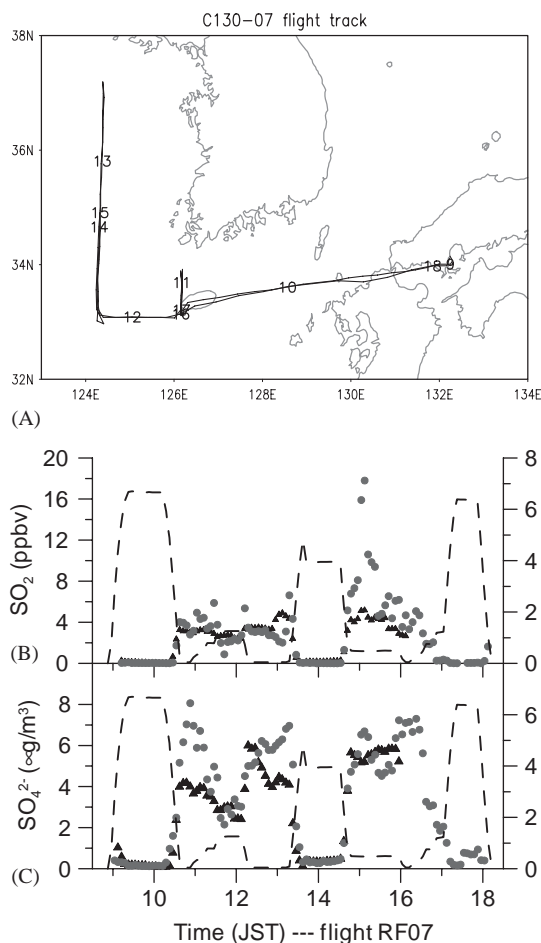 C130-07 flight track
38N
36N
34N
32N
13
15
14
12
11
17
10
18
9
124E
126E
128E
130E
132E
134E
(A)
20
16
12
8
4
0
SO₂ (ppbv)
8
6
4
2
0
(B)
8
6
4
2
0
SO₄²⁻ (∝g/m³)
6
4
2
0
(C)
10
12
14
16
18
Time (JST) --- flight RF07